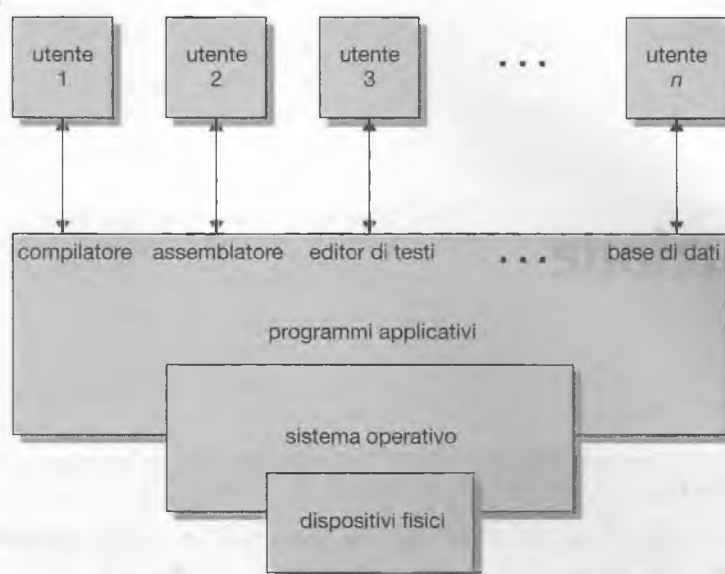 utente
1
utente
2
utente
3
. . .
utente
n
compilatore assemblatore editor di testi . . . base di dati
programmi applicativi
sistema operativo
dispositivi fisici